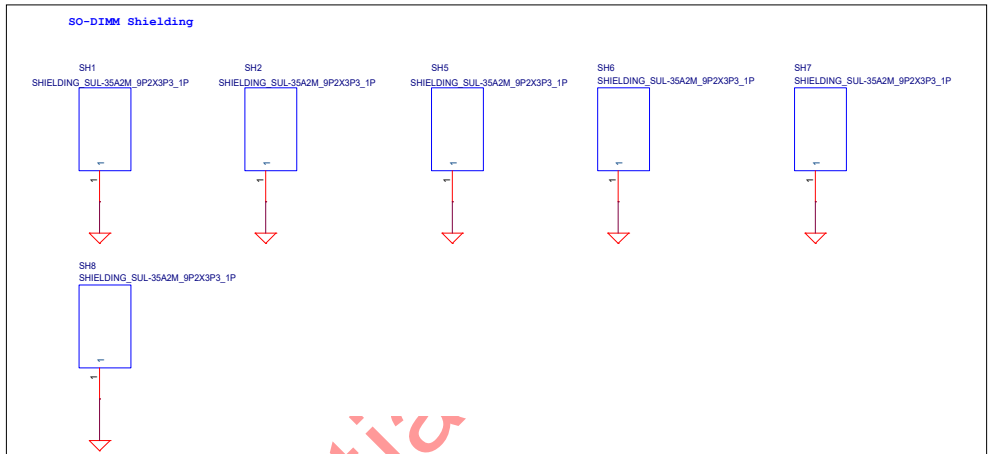 SO-DIMM Shielding
SH1
SHIELDING_SUL-35A2M_9P2X3P3_1P
1
1
SH2
SHIELDING_SUL-35A2M_9P2X3P3_1P
1
1
SH5
SHIELDING_SUL-35A2M_9P2X3P3_1P
1
1
SH6
SHIELDING_SUL-35A2M_9P2X3P3_1P
1
1
SH7
SHIELDING_SUL-35A2M_9P2X3P3_1P
1
1
SH8
SHIELDING_SUL-35A2M_9P2X3P3_1P
1
1